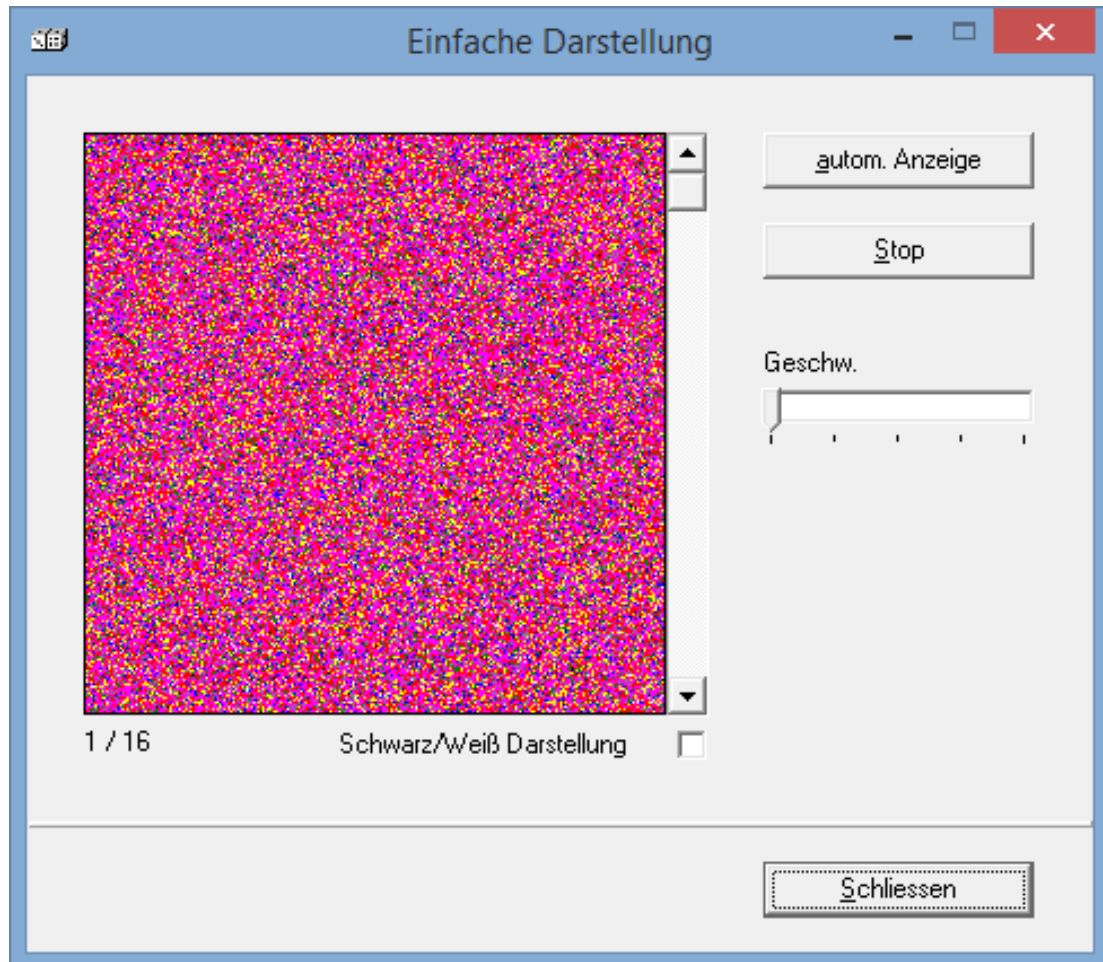 Einfache Darstellung
autom. Anzeige
Stop
Geschw.
1 / 16
Schwarz/Weiß Darstellung
Schliessen